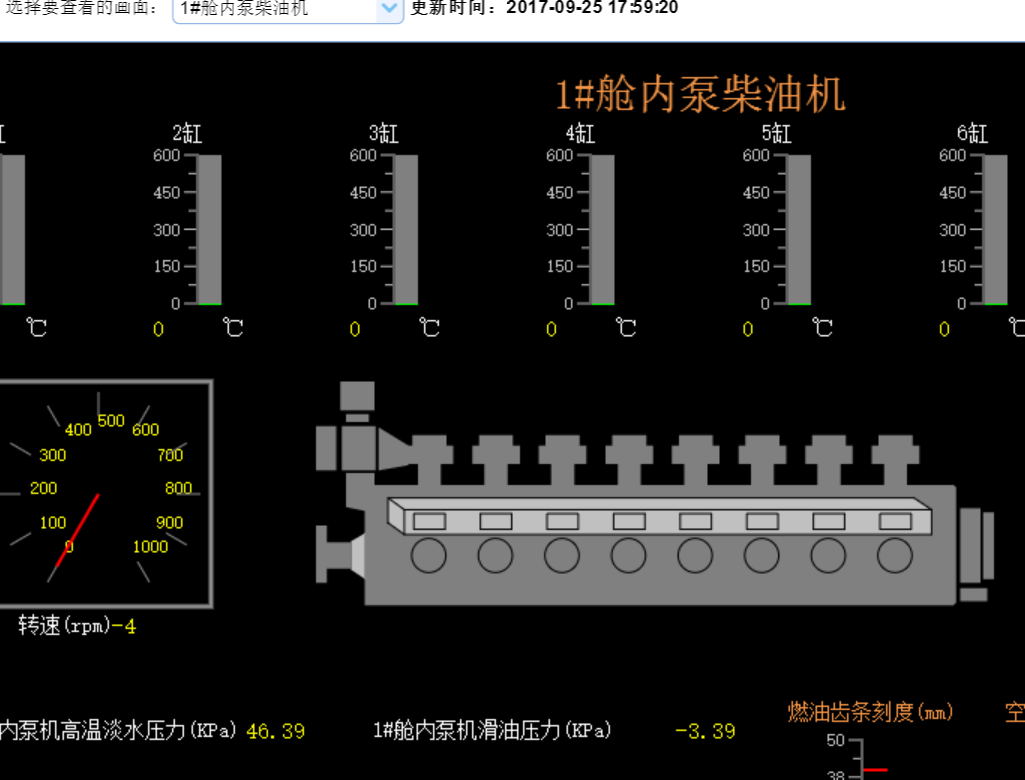 选择要查看的画面： 1#舱内泵柴油机 更新时间：2017-09-25 17:59:20
1#舱内泵柴油机
缸 2缸 3缸 4缸 5缸 6缸
600 600 600 600 600
450 450 450 450 450
300 300 300 300 300
150 150 150 150 150
0 0 0 0 0
℃ 0 ℃ 0 ℃ 0 ℃ 0 ℃ 0 ℃
500
400 600
300 700
200 800
100 900
0 1000
转速(rpm)-4
燃油齿条刻度(mm) 空
内泵机高温淡水压力(KPa) 46.39 1#舱内泵机滑油压力(KPa) -3.39
50
38